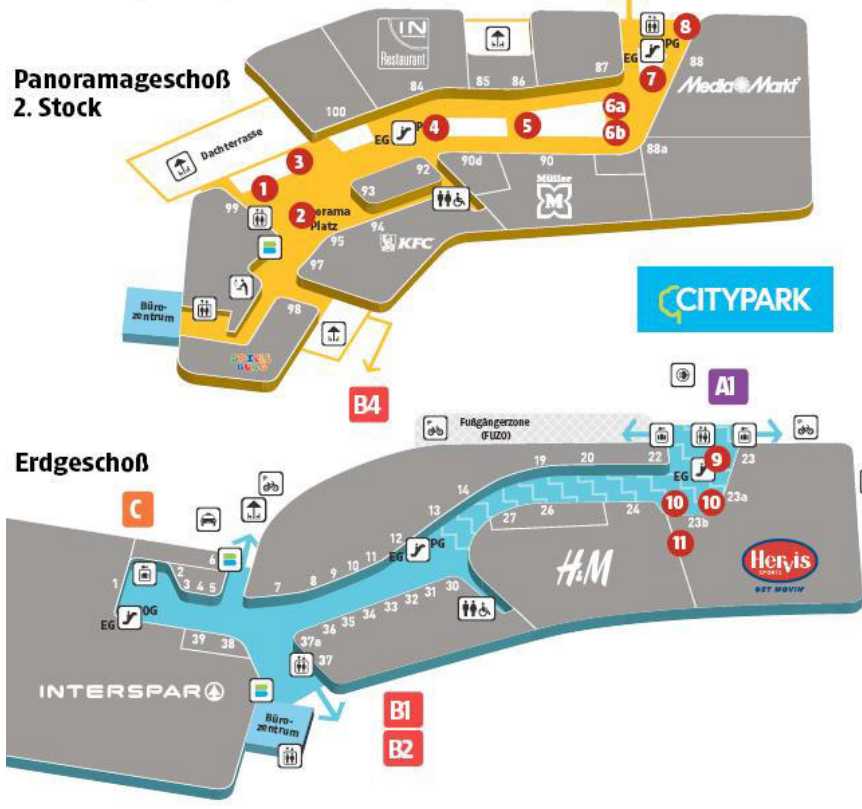 Panoramageschoß
2. Stock
IN
Restaurant
EG
PG
8
7
84
85
86
87
88
Media Markt
100
Dachterrasse
EG
4
5
6a
6b
88a
3
1
2
orama
Platz
99
93
92
90d
90
Müller
M
94
95
97
KFC
98
Büro-
zentrum
B4
CITYPARK
Erdgeschoß
Fußgängerzone
(FUZO)
A1
C
1
2
3
4
5
6
7
8
9
10
11
12
13
14
19
20
22
23
EG
9
10
10
23a
23b
11
EG
PG
27
26
24
H&M
Hervis
SPORTS
GET MOVIN'
EG
OG
39
38
37a
37
36
35
34
33
32
31
30
INTERSPAR
Büro-
zentrum
B1
B2